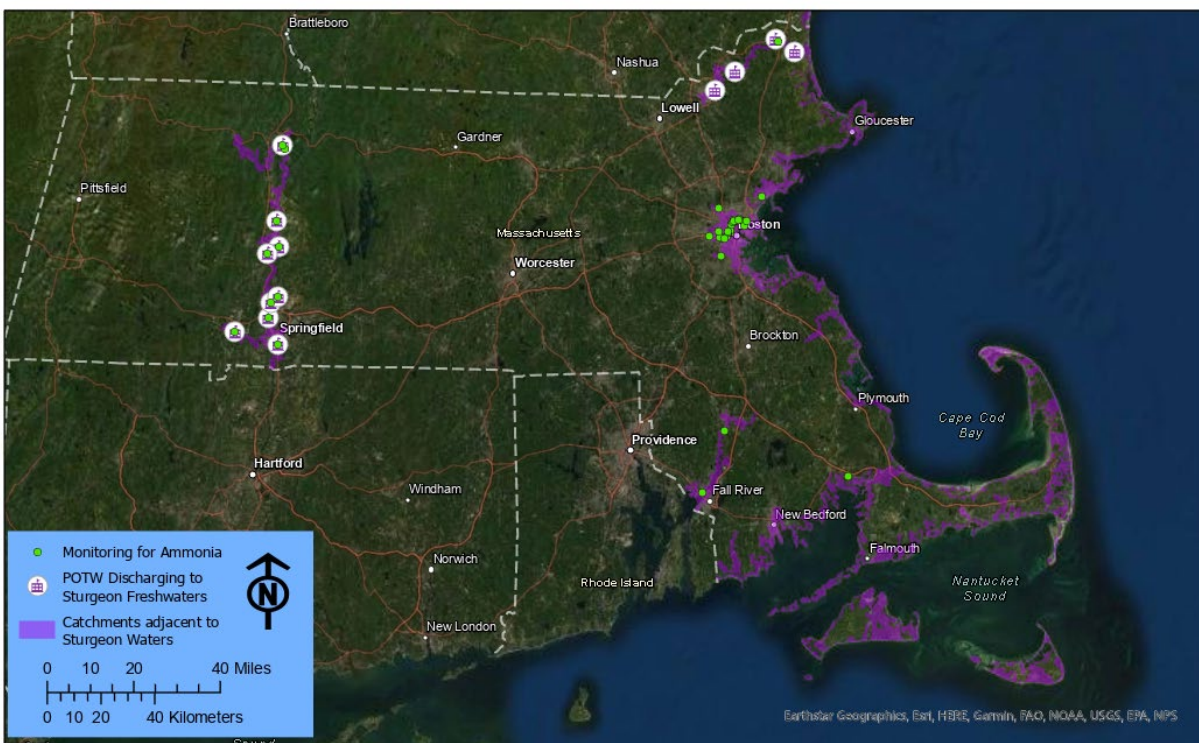 Brattleboro
Nashua
Lowell
Gloucester
Gardner
Pittsfield
Massachusetts
Boston
Worcester
Springfield
Brockton
Plymouth
Cape Cod
Bay
Providence
Hartford
Windham
Fall River
New Bedford
Falmouth
Norwich
Rhode Island
Nantucket
Sound
New London
Monitoring for Ammonia
POTW Discharging to
Sturgeon Freshwaters
N
Catchments adjacent to
Sturgeon Waters
0 10 20 40 Miles
0 10 20 40 Kilometers
Sound
Earthstar Geographics, Esri, HERE, Garmin, FAO, NOAA, USGS, EPA, NPS